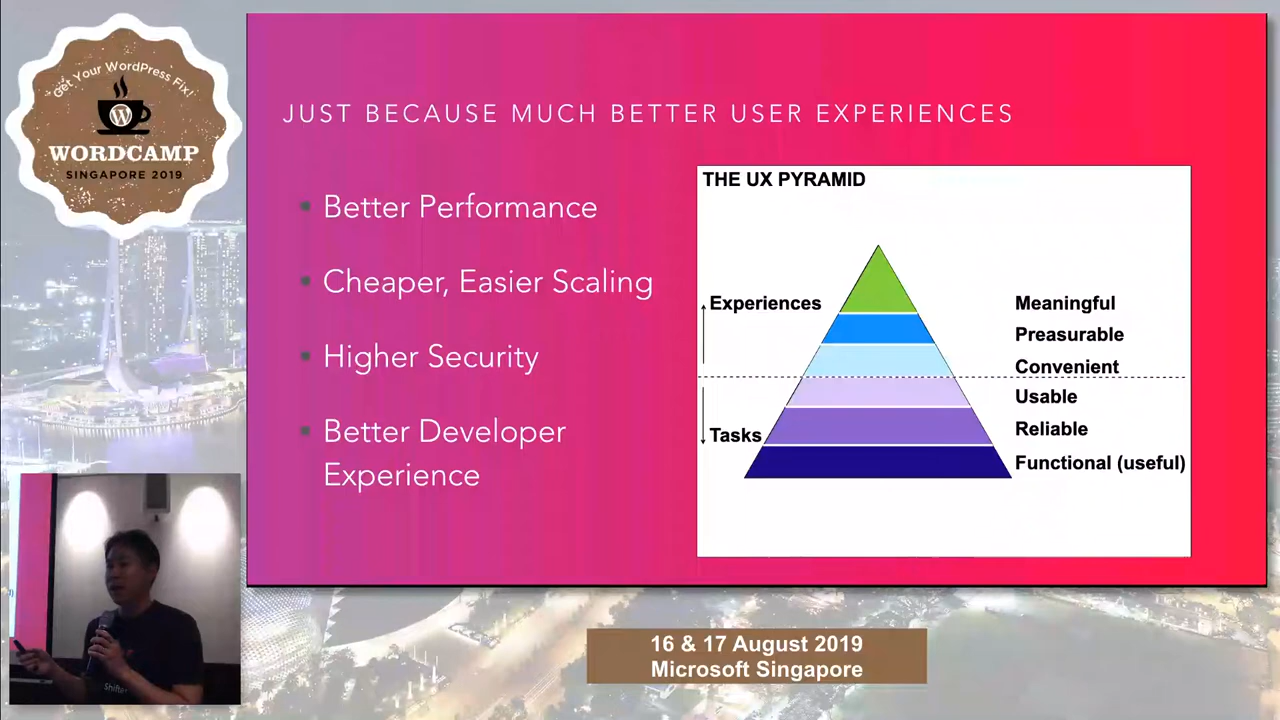 Get Your WordPress Fix!
WORDCAMP
SINGAPORE 2019
JUST BECAUSE MUCH BETTER USER EXPERIENCES
Better Performance
Cheaper, Easier Scaling
Higher Security
Better Developer
Experience
THE UX PYRAMID
Experiences
Tasks
Meaningful
Preasurable
Convenient
Usable
Reliable
Functional (useful)
Shifter
16 & 17 August 2019
Microsoft Singapore